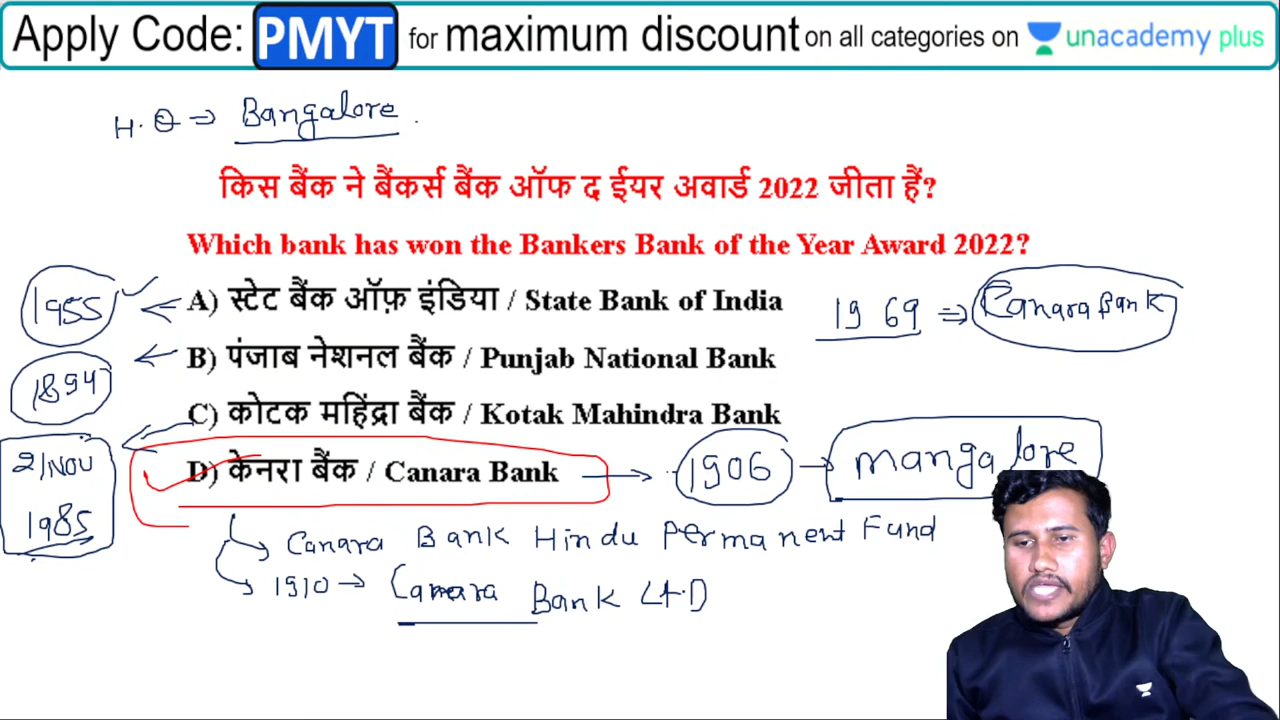 Apply Code: PMYT for maximum discount on all categories on unacademy plus
H.O ⇒ Bangalore.
किस बैंक ने बैंकर्स बैंक ऑफ द ईयर अवार्ड 2022 जीता हैं?
Which bank has won the Bankers Bank of the Year Award 2022?
1955 ← A) स्टेट बैंक ऑफ़ इंडिया / State Bank of India
1969 ⇒ Canara Bank
1894 ← B) पंजाब नेशनल बैंक / Punjab National Bank
C) कोटक महिंद्रा बैंक / Kotak Mahindra Bank
21 NOV
1985
D) केनरा बैंक / Canara Bank → 1906 → mangalore
Canara Bank Hindu Permanent Fund
1910 → Canara Bank LTD